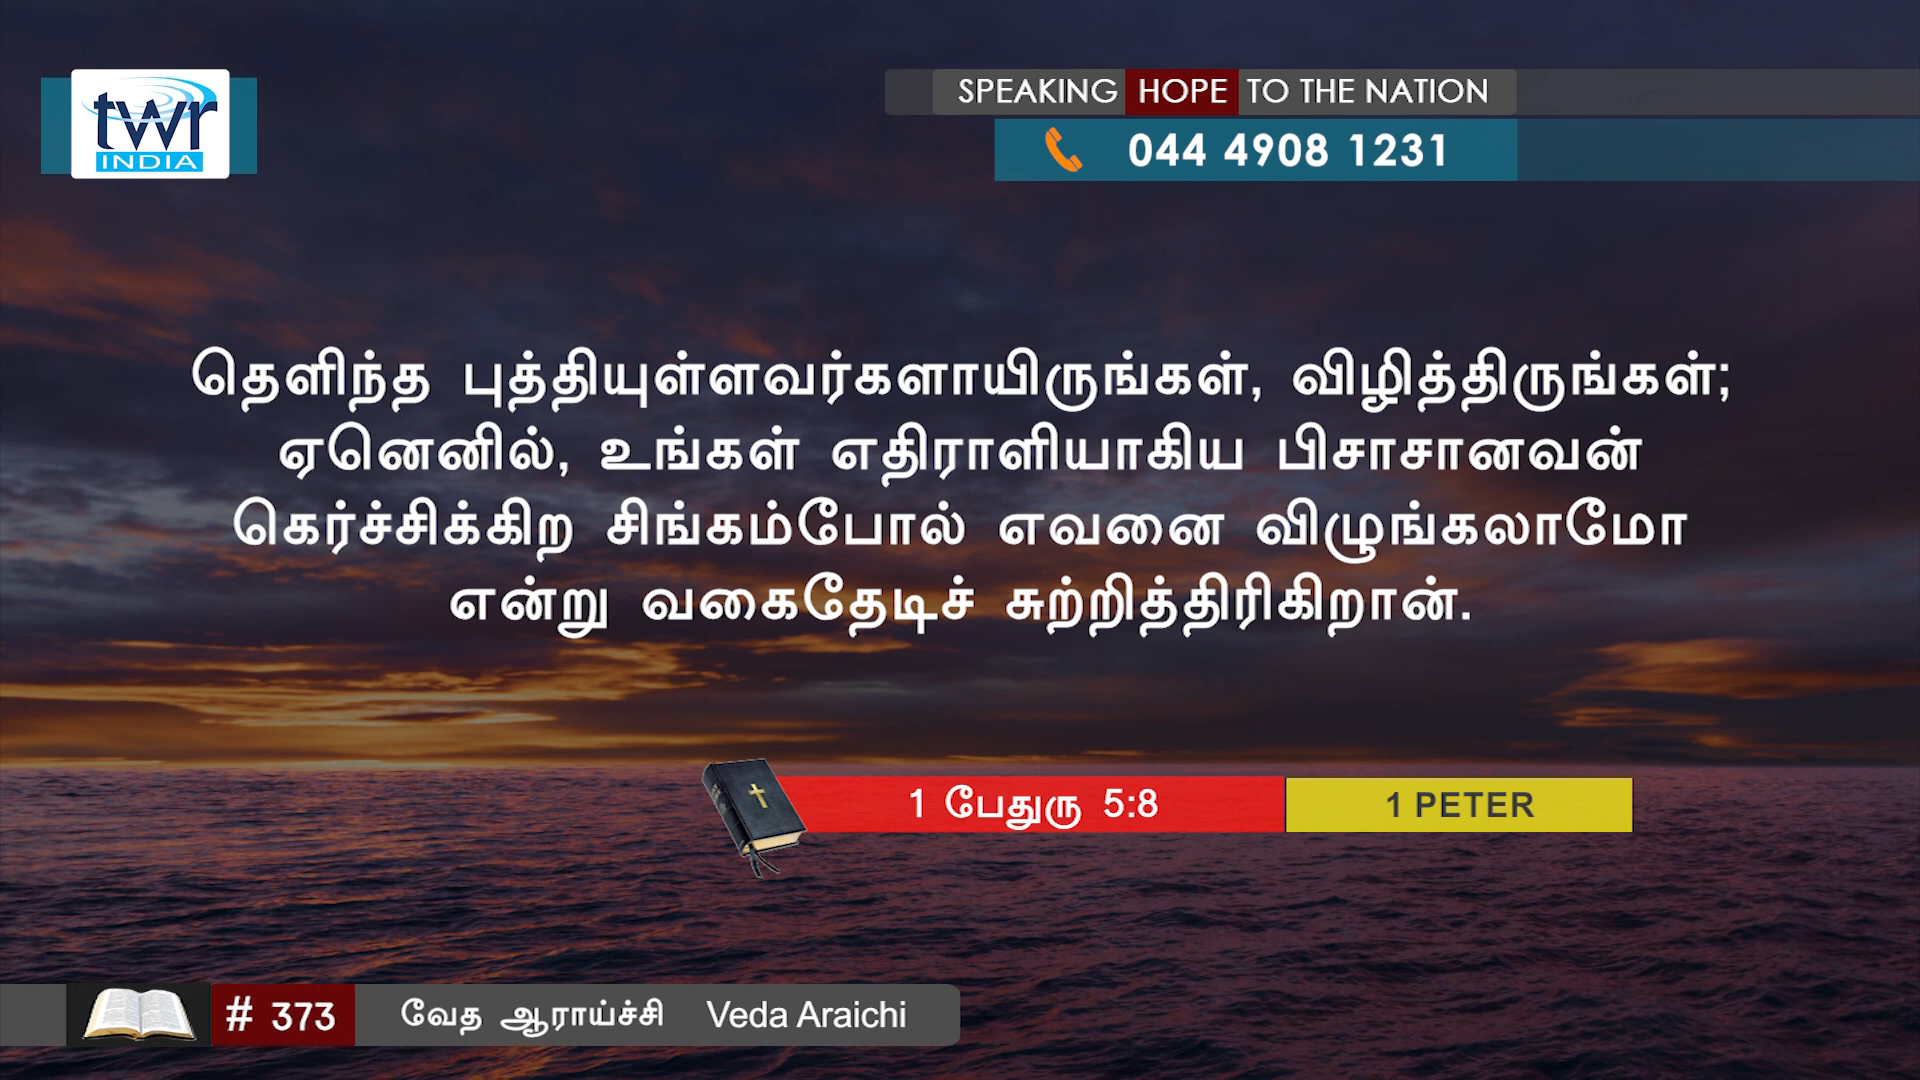 twr
INDIA
SPEAKING HOPE TO THE NATION
044 4908 1231
தெளிந்த புத்தியுள்ளவர்களாயிருங்கள், விழித்திருங்கள்;
ஏனெனில், உங்கள் எதிராளியாகிய பிசாசானவன்
கெர்ச்சிக்கிற சிங்கம்போல் எவனை விழுங்கலாமோ
என்று வகைதேடிச் சுற்றித்திரிகிறான்.
1 பேதுரு 5:8
1 PETER
# 373
வேத ஆராய்ச்சி Veda Araichi